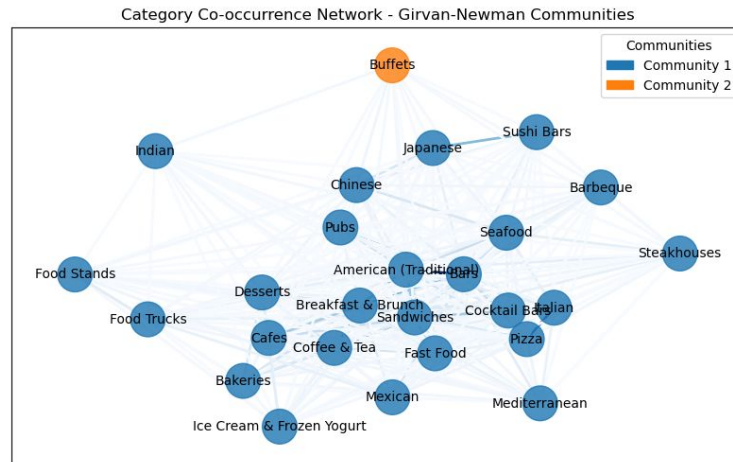 Category Co-occurrence Network - Girvan-Newman Communities
Communities
Community 1
Community 2
Buffets
Sushi Bars
Japanese
Indian
Chinese
Barbeque
Pubs
Seafood
Steakhouses
American (Traditional)
Bars
Food Stands
Desserts
Breakfast & Brunch
Cocktail Bars
Italian
Food Trucks
Sandwiches
Cafes
Pizza
Coffee & Tea
Fast Food
Bakeries
Mexican
Mediterranean
Ice Cream & Frozen Yogurt